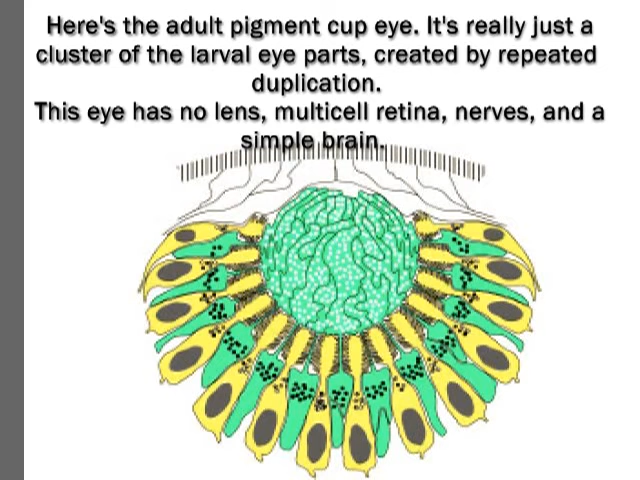 Here's the adult pigment cup eye. It's really just a
cluster of the larval eye parts, created by repeated
duplication.
This eye has no lens, multicell retina, nerves, and a
simple brain.